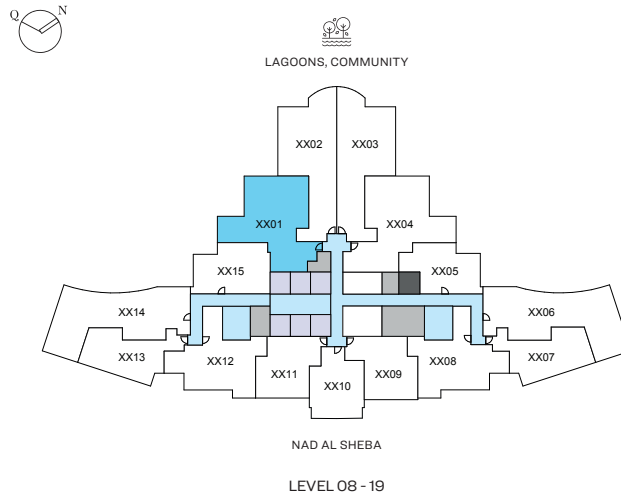 Q N
LAGOONS, COMMUNITY
XX02 XX03
XX01 XX04
XX15 XX05
XX14 XX06
XX13 XX12 XX08 XX07
XX11 XX10 XX09
NAD AL SHEBA
LEVEL 08 - 19